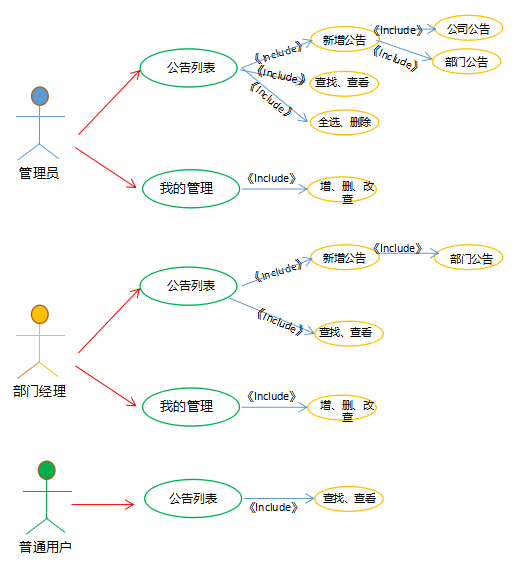 新增公告
《Include》
公司公告
《Include》
部门公告
公告列表
《Include》
《Include》
查找、查看
《Include》
全选、删除
管理员
我的管理
《Include》
增、删、改
查
公告列表
《Include》
新增公告
《Include》
部门公告
《Include》
查找、查看
部门经理
我的管理
《Include》
增、删、改
查
公告列表
《Include》
查找、查看
普通用户